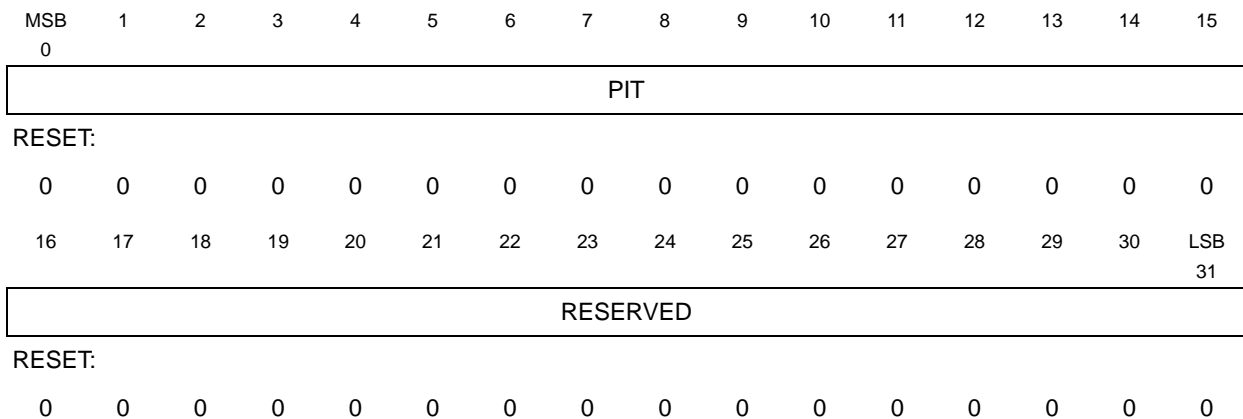 MSB 1 2 3 4 5 6 7 8 9 10 11 12 13 14 15
0
PIT
RESET:
0 0 0 0 0 0 0 0 0 0 0 0 0 0 0 0
16 17 18 19 20 21 22 23 24 25 26 27 28 29 30 LSB
31
RESERVED
RESET:
0 0 0 0 0 0 0 0 0 0 0 0 0 0 0 0